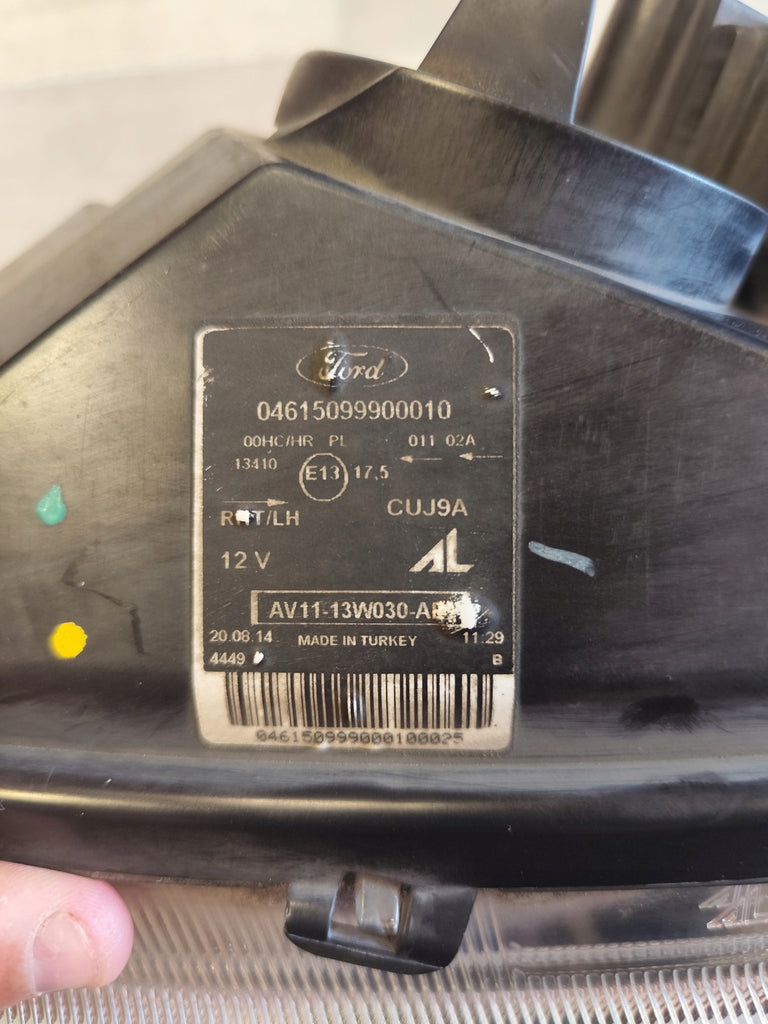 Ford
04615099900010
00HC/HR PL 011 02A
13410 E13 17,5
/LH CUJ9A
12 V AL
20.08.14 MADE IN TURKEY 11:29
4449 B
046150999000100025
AL